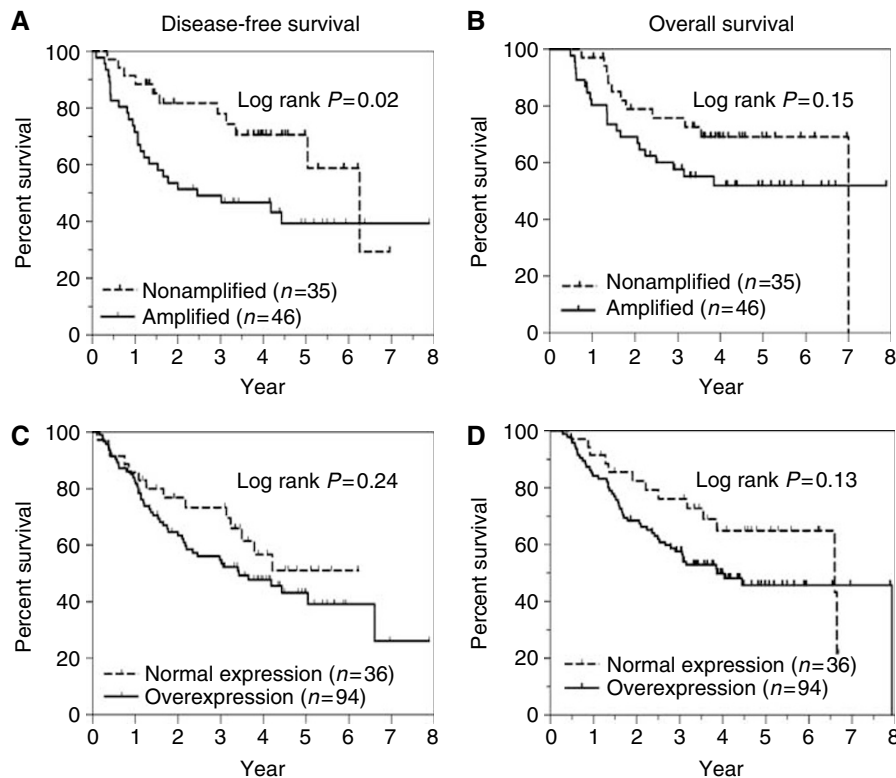 A Disease-free survival
Percent survival
100
80
60
40
20
0
Log rank P=0.02
Nonamplified (n=35)
Amplified (n=46)
0 1 2 3 4 5 6 7 8
Year
B Overall survival
Percent survival
100
80
60
40
20
0
Log rank P=0.15
Nonamplified (n=35)
Amplified (n=46)
0 1 2 3 4 5 6 7 8
Year
C
Percent survival
100
80
60
40
20
0
Log rank P=0.24
Normal expression (n=36)
Overexpression (n=94)
0 1 2 3 4 5 6 7 8
Year
D
Percent survival
100
80
60
40
20
0
Log rank P=0.13
Normal expression (n=36)
Overexpression (n=94)
0 1 2 3 4 5 6 7 8
Year